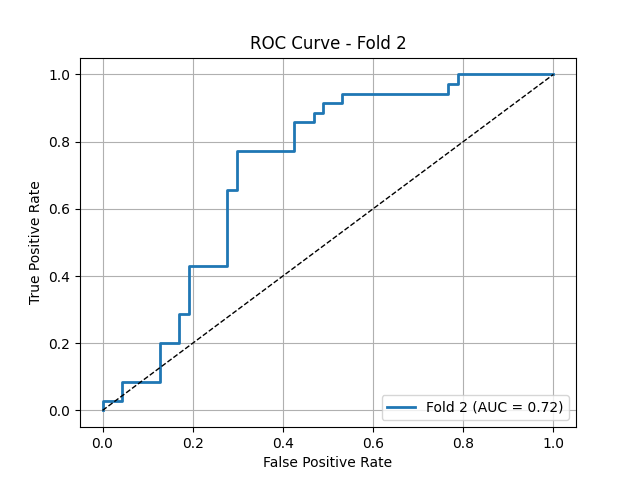 ROC Curve - Fold 2
True Positive Rate
1.0
0.8
0.6
0.4
0.2
0.0
0.0 0.2 0.4 0.6 0.8 1.0
False Positive Rate
Fold 2 (AUC = 0.72)